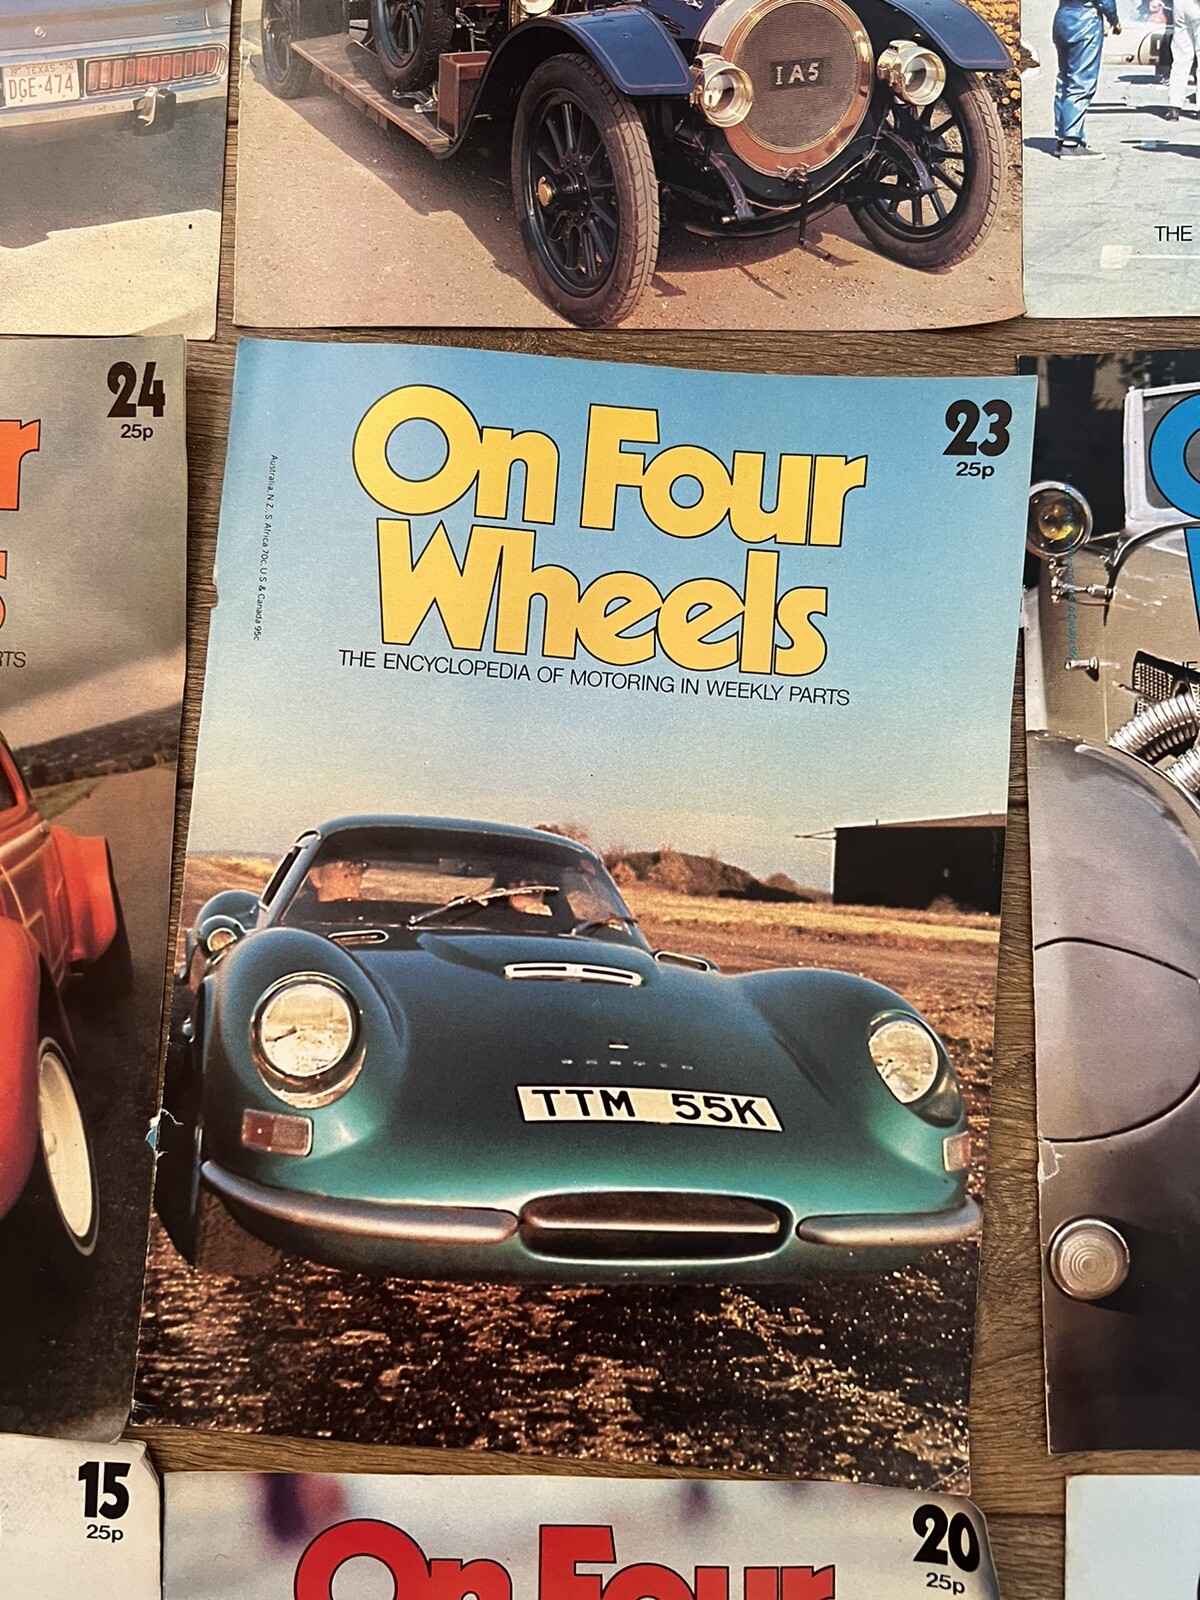 TEXAS
DGE·474
IA5
THE
24
25p
On Four
Wheels
THE ENCYCLOPEDIA OF MOTORING IN WEEKLY PARTS
23
25p
Australia, N.Z., S. Africa 70c, U.S. & Canada 95c
TTM 55K
15
25p
On Four
20
25p